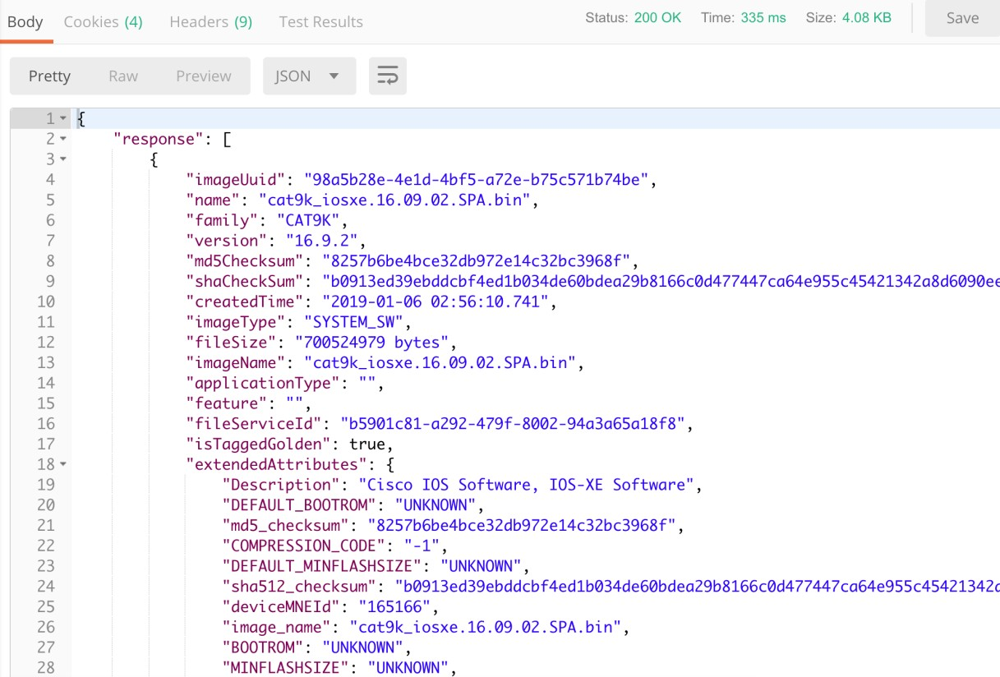 Body Cookies (4) Headers (9) Test Results Status: 200 OK Time: 335 ms Size: 4.08 KB Save
Pretty Raw Preview JSON
1 {
2 "response": [
3 {
4 "imageUuid": "98a5b28e-4e1d-4bf5-a72e-b75c571b74be",
5 "name": "cat9k_iosxe.16.09.02.SPA.bin",
6 "family": "CAT9K",
7 "version": "16.9.2",
8 "md5Checksum": "8257b6be4bce32db972e14c32bc3968f",
9 "shaCheckSum": "b0913ed39ebddcbf4ed1b034de60bdea29b8166c0d477447ca64e955c45421342a8d6090ee
10 "createdTime": "2019-01-06 02:56:10.741",
11 "imageType": "SYSTEM_SW",
12 "fileSize": "700524979 bytes",
13 "imageName": "cat9k_iosxe.16.09.02.SPA.bin",
14 "applicationType": "",
15 "feature": "",
16 "fileServiceId": "b5901c81-a292-479f-8002-94a3a65a18f8",
17 "isTaggedGolden": true,
18 "extendedAttributes": {
19 "Description": "Cisco IOS Software, IOS-XE Software",
20 "DEFAULT_BOOTROM": "UNKNOWN",
21 "md5_checksum": "8257b6be4bce32db972e14c32bc3968f",
22 "COMPRESSION_CODE": "-1",
23 "DEFAULT_MINFLASHSIZE": "UNKNOWN",
24 "sha512_checksum": "b0913ed39ebddcbf4ed1b034de60bdea29b8166c0d477447ca64e955c45421342a
25 "deviceMNEId": "165166",
26 "image_name": "cat9k_iosxe.16.09.02.SPA.bin",
27 "BOOTROM": "UNKNOWN",
28 "MINFLASHSIZE": "UNKNOWN",